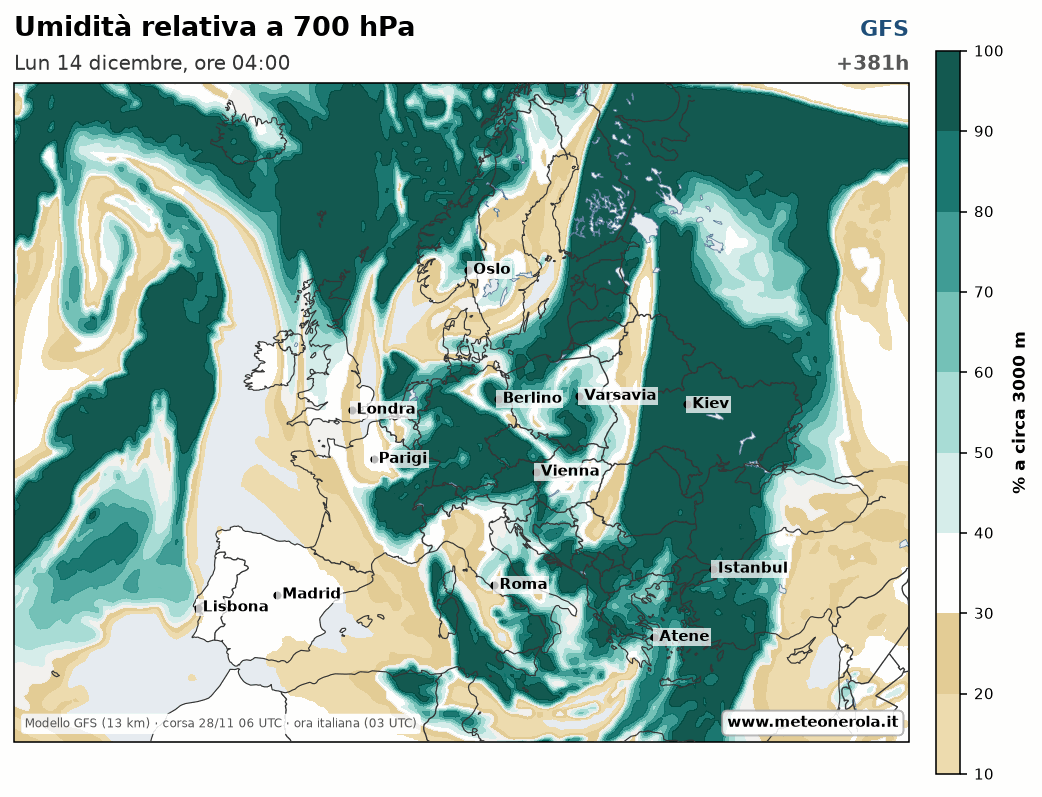 Umidità relativa a 700 hPa
GFS
Lun 14 dicembre, ore 04:00
+381h
100
90
80
70
60
50
40
30
20
10
% a circa 3000 m
Oslo
Berlino
Varsavia
Kiev
Londra
Parigi
Vienna
Istanbul
Roma
Madrid
Lisbona
Atene
Modello GFS (13 km) · corsa 28/11 06 UTC · ora italiana (03 UTC)
www.meteonerola.it